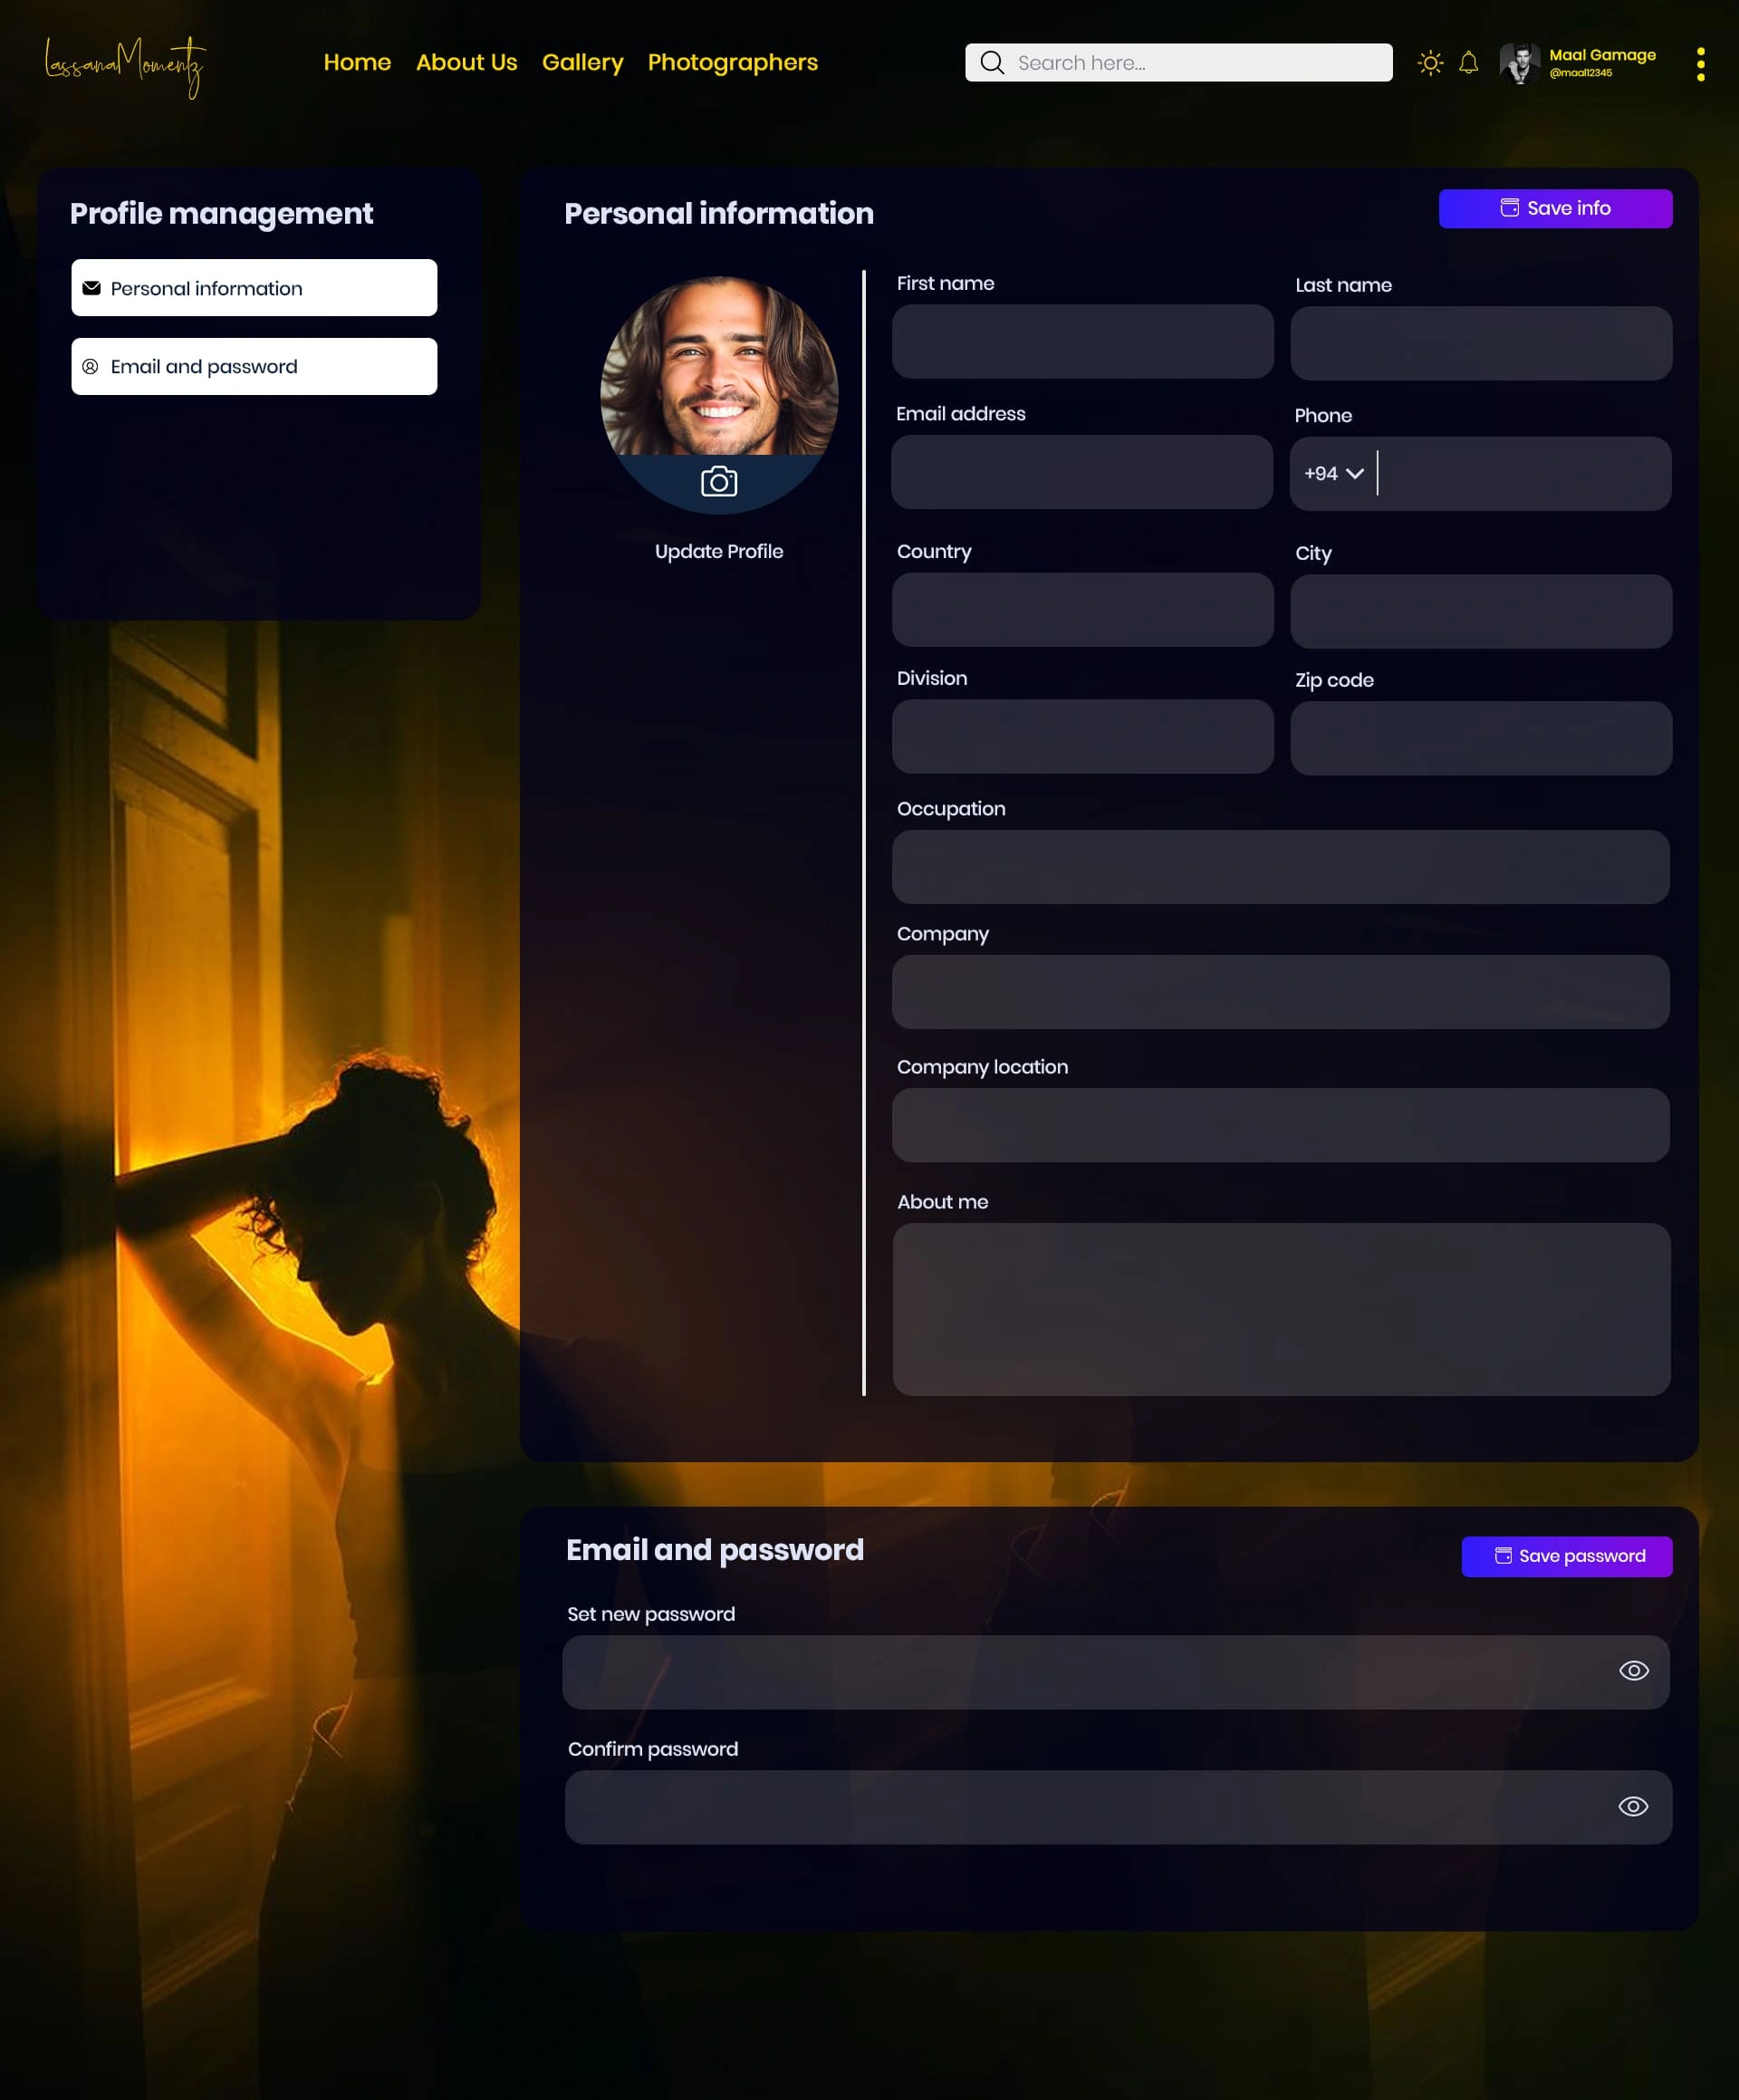 LassanaMomentz
Home About Us Gallery Photographers
Search here...
Maal Gamage
@maal12345
Profile management
Personal information
Email and password
Personal information
Save info
Update Profile
First name
Last name
Email address
Phone
+94
Country
City
Division
Zip code
Occupation
Company
Company location
About me
Email and password
Save password
Set new password
Confirm password